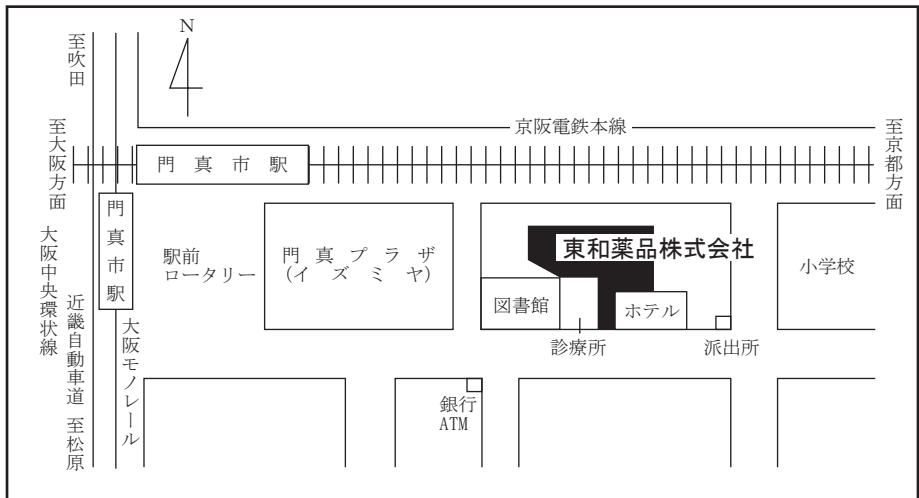 N
至吹田
京阪電鉄本線
至大阪方面
至京都方面
門真市駅
門真市駅
駅前
ロータリー
門真プラザ
(イズミヤ)
東和薬品株式会社
小学校
図書館
ホテル
診療所
派出所
大阪中央環状線
近畿自動車道
至松原
大阪モノレール
銀行
ATM